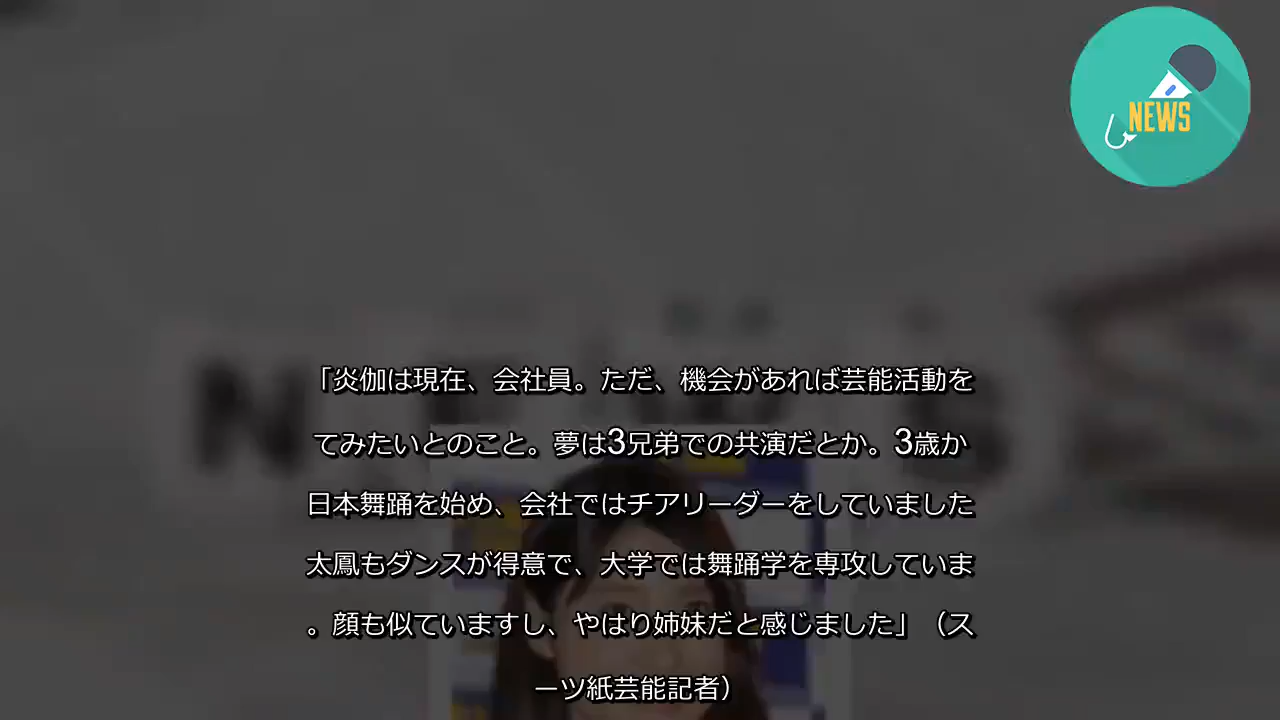 NEWS
N E W S
「炎伽は現在、会社員。ただ、機会があれば芸能活動を
てみたいとのこと。夢は3兄弟での共演だとか。3歳か
日本舞踊を始め、会社ではチアリーダーをしていました
太鳳もダンスが得意で、大学では舞踊学を専攻していま
。顔も似ていますし、やはり姉妹だと感じました」（ス
ーツ紙芸能記者）